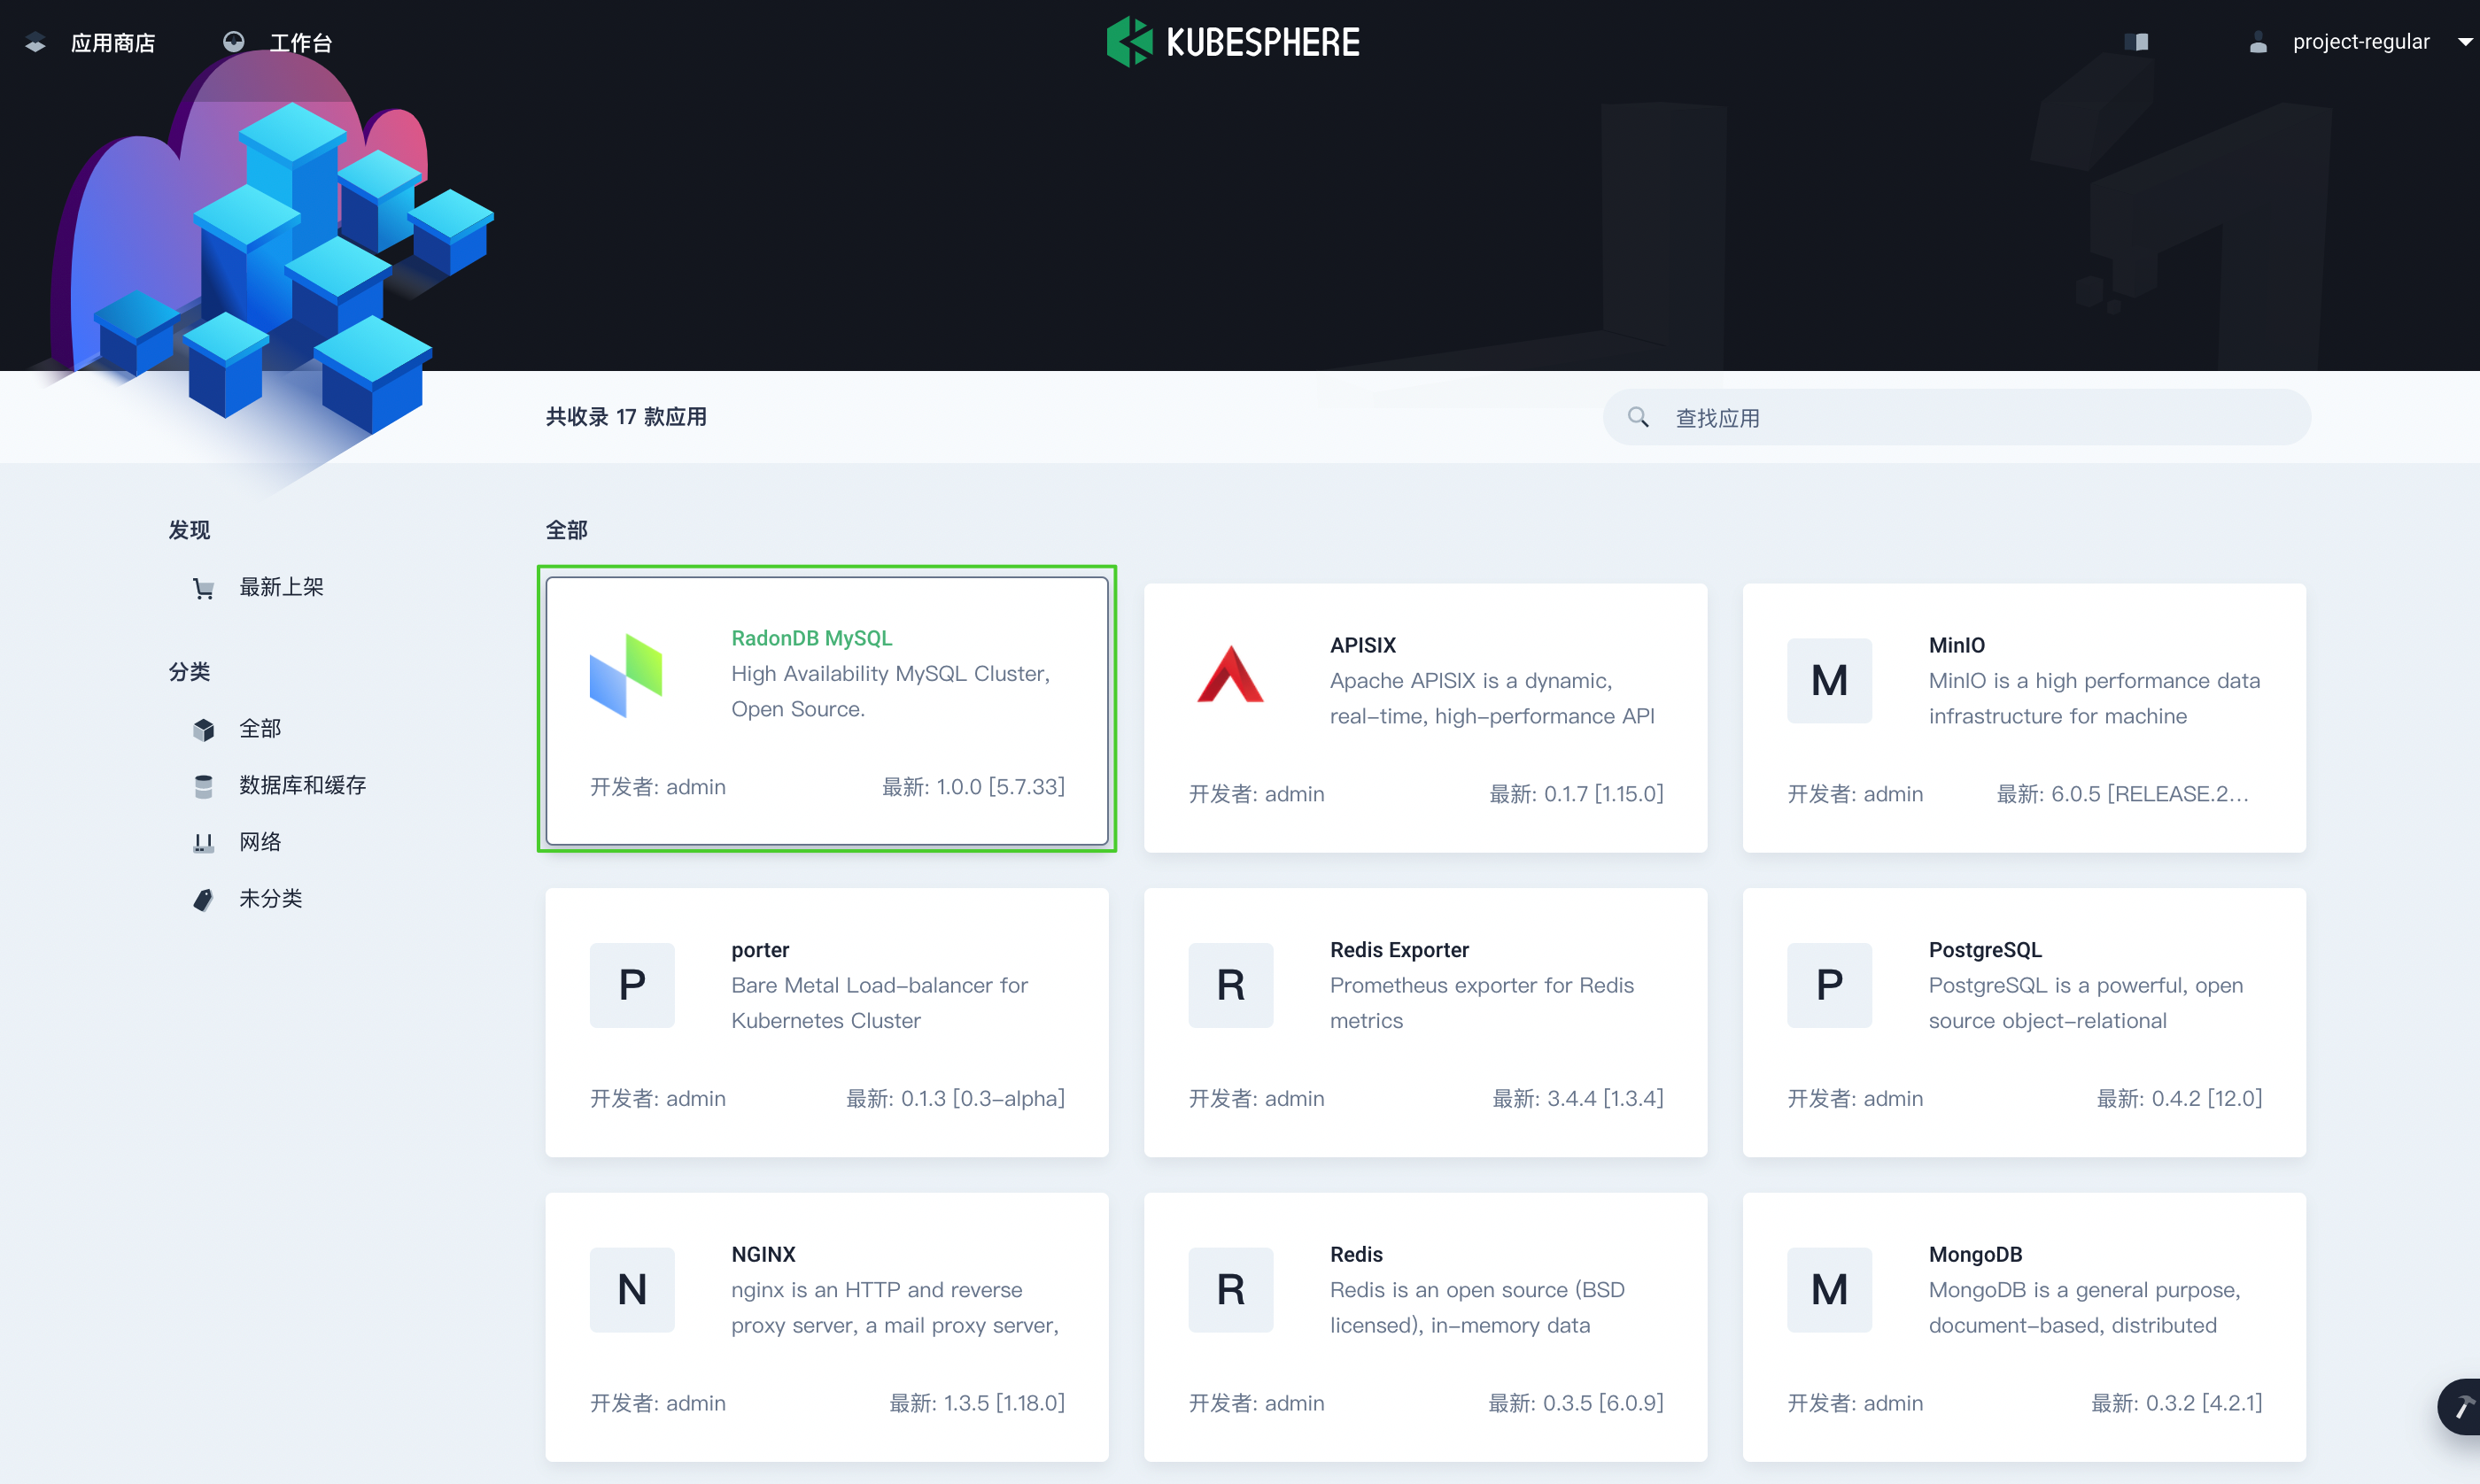 应用商店
工作台
KUBESPHERE
project-regular
共收录 17 款应用
查找应用
发现
最新上架
分类
全部
数据库和缓存
网络
未分类
全部
RadonDB MySQL
High Availability MySQL Cluster,
Open Source.
开发者: admin
最新: 1.0.0 [5.7.33]
APISIX
Apache APISIX is a dynamic,
real-time, high-performance API
开发者: admin
最新: 0.1.7 [1.15.0]
M
MinIO
MinIO is a high performance data
infrastructure for machine
开发者: admin
最新: 6.0.5 [RELEASE.2...
P
porter
Bare Metal Load-balancer for
Kubernetes Cluster
开发者: admin
最新: 0.1.3 [0.3-alpha]
R
Redis Exporter
Prometheus exporter for Redis
metrics
开发者: admin
最新: 3.4.4 [1.3.4]
P
PostgreSQL
PostgreSQL is a powerful, open
source object-relational
开发者: admin
最新: 0.4.2 [12.0]
N
NGINX
nginx is an HTTP and reverse
proxy server, a mail proxy server,
开发者: admin
最新: 1.3.5 [1.18.0]
R
Redis
Redis is an open source (BSD
licensed), in-memory data
开发者: admin
最新: 0.3.5 [6.0.9]
M
MongoDB
MongoDB is a general purpose,
document-based, distributed
开发者: admin
最新: 0.3.2 [4.2.1]